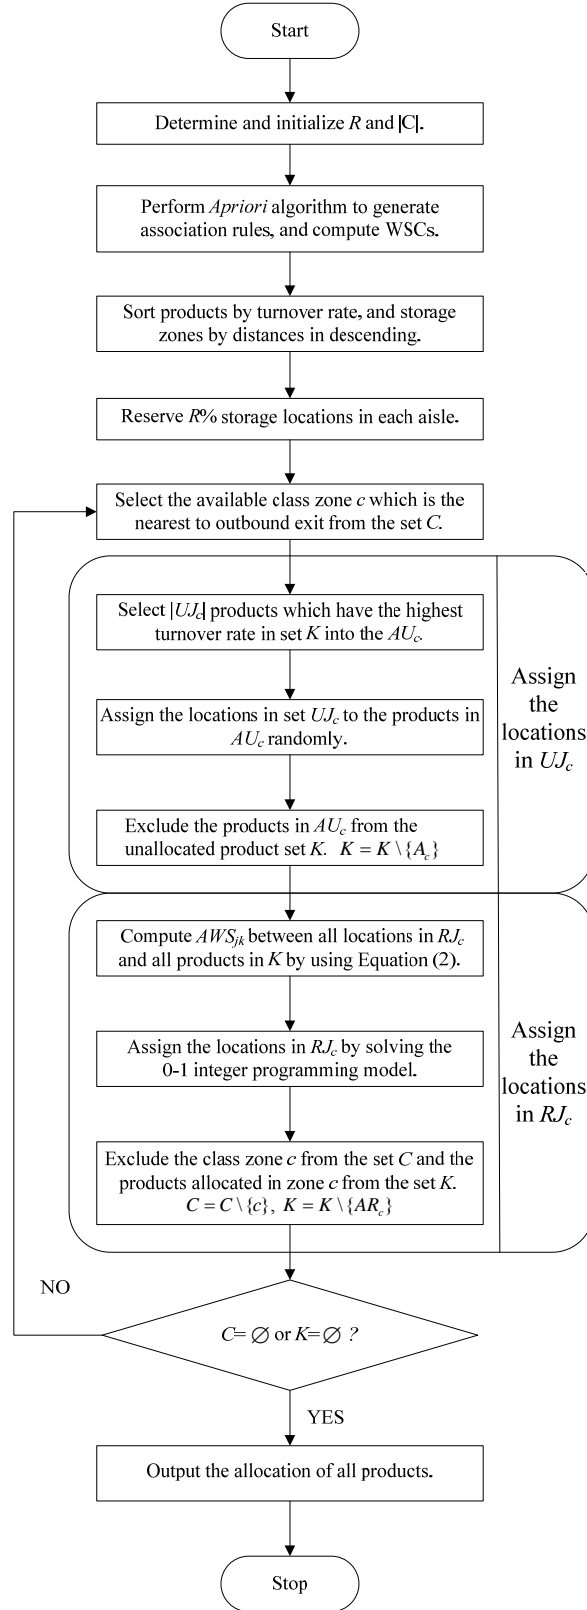 Start
Determine and initialize R and |C|.
Perform Apriori algorithm to generate
association rules, and compute WSCs.
Sort products by turnover rate, and storage
zones by distances in descending.
Reserve R% storage locations in each aisle.
Select the available class zone c which is the
nearest to outbound exit from the set C.
Select |UJc| products which have the highest
turnover rate in set K into the AUc.
Assign the locations in set UJc to the products in
AUc randomly.
Exclude the products in AUc from the
unallocated product set K. K = K \ {Ac}
Assign
the
locations
in UJc
Compute AWSjk between all locations in RJc
and all products in K by using Equation (2).
Assign the locations in RJc by solving the
0-1 integer programming model.
Exclude the class zone c from the set C and the
products allocated in zone c from the set K.
C = C \ {c}, K = K \ {ARc}
Assign
the
locations
in RJc
NO
C= ∅ or K= ∅ ?
YES
Output the allocation of all products.
Stop